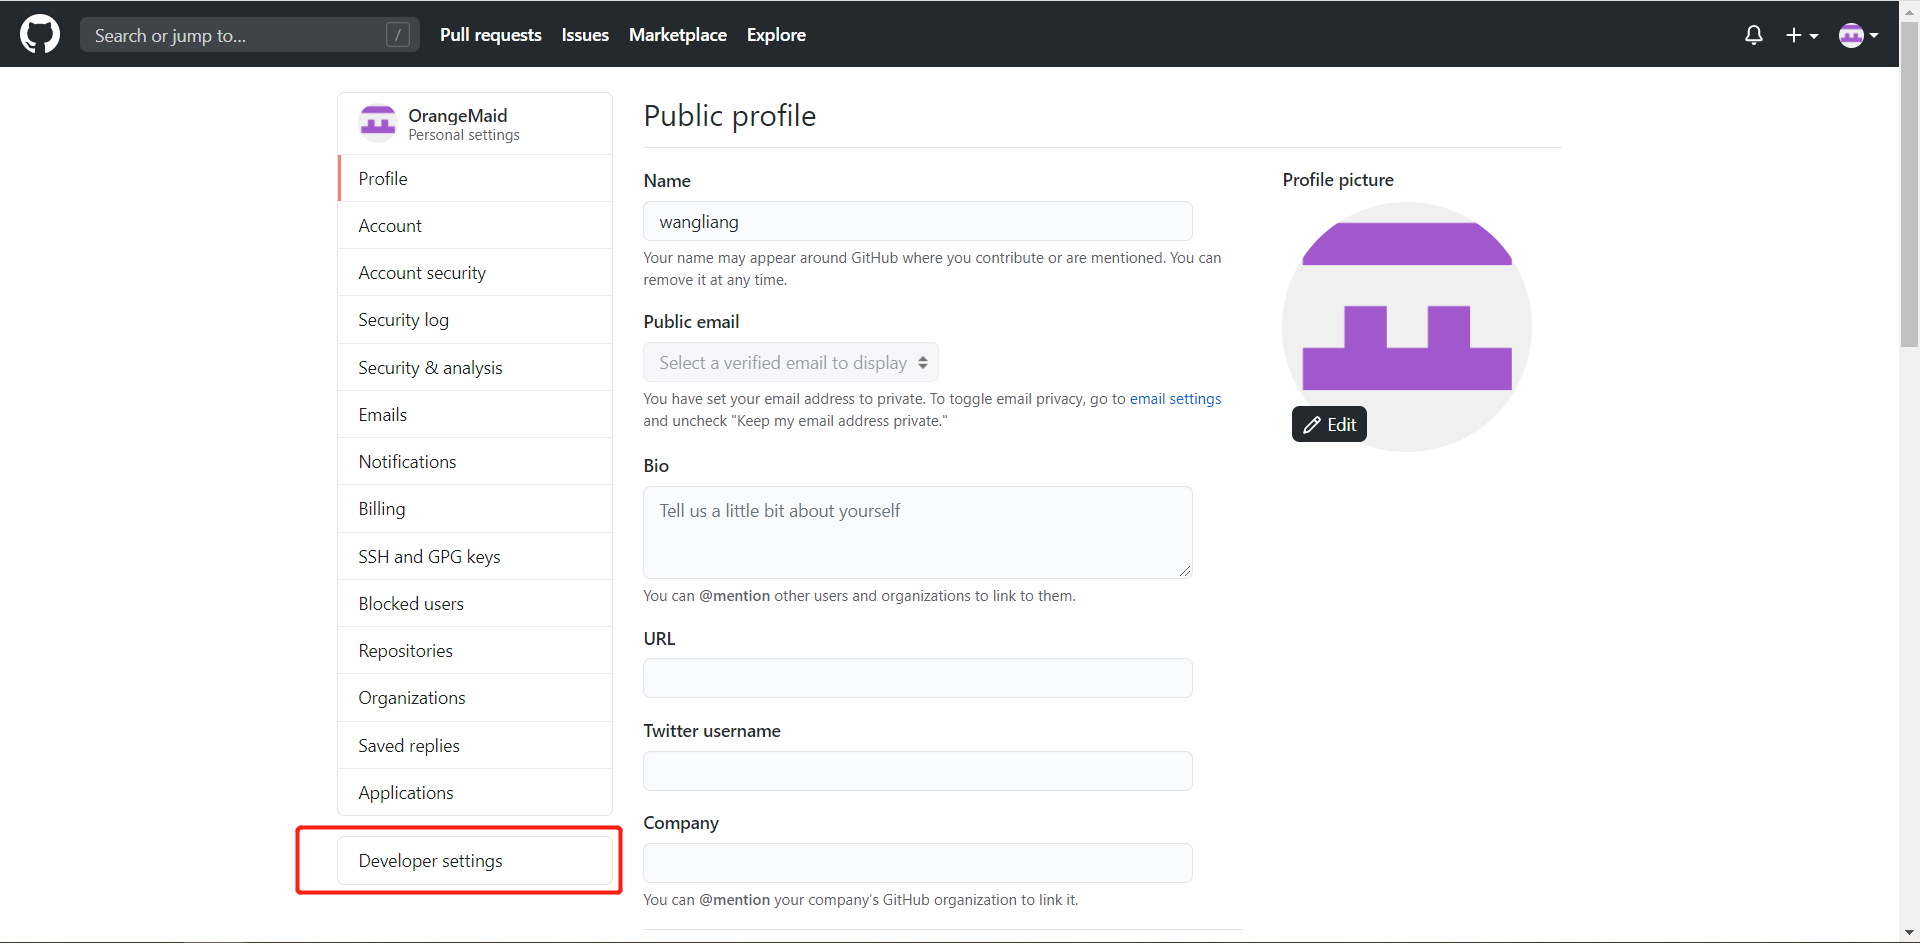 Search or jump to... /
Pull requests Issues Marketplace Explore
OrangeMaid
Personal settings
Profile
Account
Account security
Security log
Security & analysis
Emails
Notifications
Billing
SSH and GPG keys
Blocked users
Repositories
Organizations
Saved replies
Applications
Developer settings
Public profile
Name
wangliang
Your name may appear around GitHub where you contribute or are mentioned. You can
remove it at any time.
Public email
Select a verified email to display
You have set your email address to private. To toggle email privacy, go to email settings
and uncheck "Keep my email address private."
Bio
Tell us a little bit about yourself
You can @mention other users and organizations to link to them.
URL
Twitter username
Company
You can @mention your company's GitHub organization to link it.
Profile picture
Edit